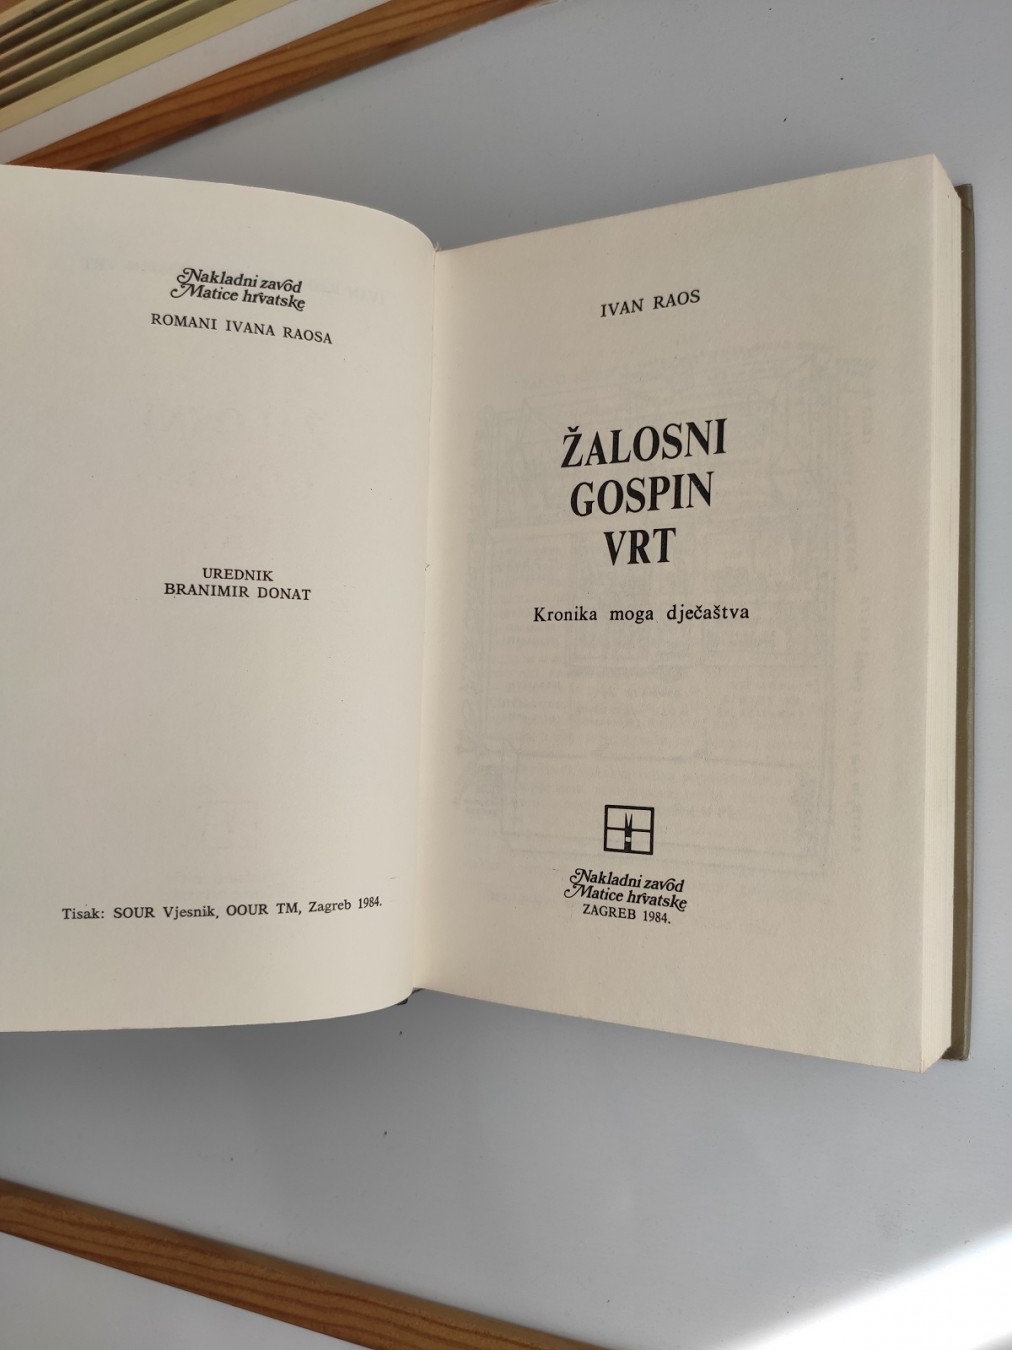 Nakladni zavod
Matice hrvatske
ROMANI IVANA RAOSA
UREDNIK
BRANIMIR DONAT
Tisak: SOUR Vjesnik, OOUR TM, Zagreb 1984.
IVAN RAOS
ŽALOSNI
GOSPIN
VRT
Kronika moga dječaštva
Nakladni zavod
Matice hrvatske
ZAGREB 1984.